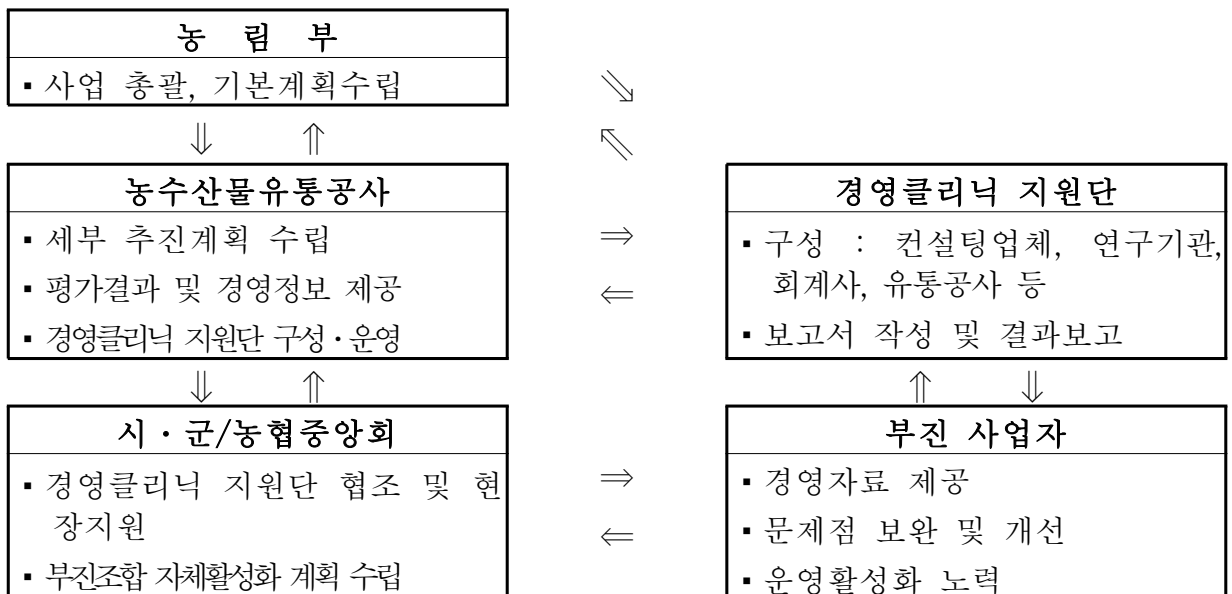 농 림 부
▪사업 총괄, 기본계획수립
⇘
⇓ ⇑
⇖
농수산물유통공사
▪세부 추진계획 수립
▪평가결과 및 경영정보 제공
▪경영클리닉 지원단 구성·운영
⇒
⇐
경영클리닉 지원단
▪구성 : 컨설팅업체, 연구기관,
회계사, 유통공사 등
▪보고서 작성 및 결과보고
⇓ ⇑
⇑ ⇓
시·군/농협중앙회
▪경영클리닉 지원단 협조 및 현
장지원
▪부진조합 자체활성화 계획 수립
⇒
⇐
부진 사업자
▪경영자료 제공
▪문제점 보완 및 개선
▪운영활성화 노력